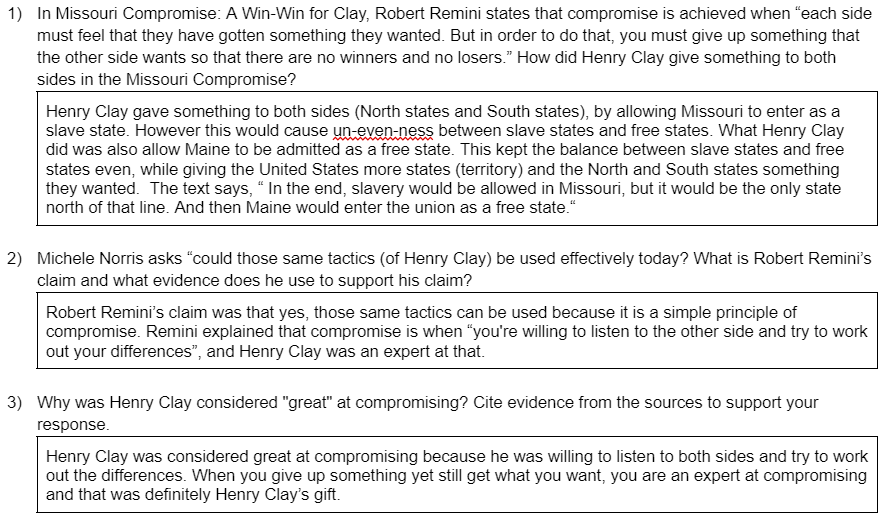 1) In Missouri Compromise: A Win-Win for Clay, Robert Remini states that compromise is achieved when “each side
must feel that they have gotten something they wanted. But in order to do that, you must give up something that
the other side wants so that there are no winners and no losers.” How did Henry Clay give something to both
sides in the Missouri Compromise?
Henry Clay gave something to both sides (North states and South states), by allowing Missouri to enter as a
slave state. However this would cause un-even-ness between slave states and free states. What Henry Clay
did was also allow Maine to be admitted as a free state. This kept the balance between slave states and free
states even, while giving the United States more states (territory) and the North and South states something
they wanted.  The text says, “ In the end, slavery would be allowed in Missouri, but it would be the only state
north of that line. And then Maine would enter the union as a free state.“
2) Michele Norris asks “could those same tactics (of Henry Clay) be used effectively today? What is Robert Remini’s
claim and what evidence does he use to support his claim?
Robert Remini’s claim was that yes, those same tactics can be used because it is a simple principle of
compromise. Remini explained that compromise is when “you're willing to listen to the other side and try to work
out your differences”, and Henry Clay was an expert at that.
3) Why was Henry Clay considered "great" at compromising? Cite evidence from the sources to support your
response.
Henry Clay was considered great at compromising because he was willing to listen to both sides and try to work
out the differences. When you give up something yet still get what you want, you are an expert at compromising
and that was definitely Henry Clay’s gift.